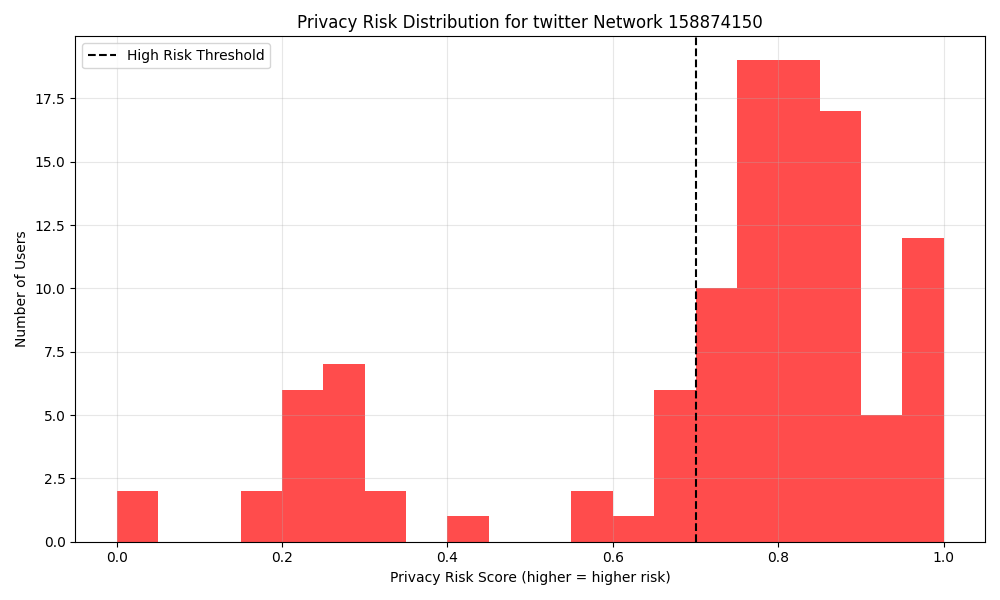 Privacy Risk Distribution for twitter Network 158874150
High Risk Threshold
Number of Users
17.5
15.0
12.5
10.0
7.5
5.0
2.5
0.0
0.0 0.2 0.4 0.6 0.8 1.0
Privacy Risk Score (higher = higher risk)